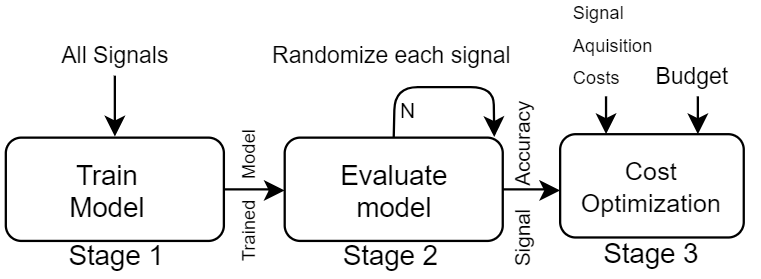 All Signals
Train
Model
Stage 1
Trained Model
Randomize each signal
N
Evaluate
model
Stage 2
Signal Accuracy
Signal
Aquisition
Costs
Budget
Cost
Optimization
Stage 3